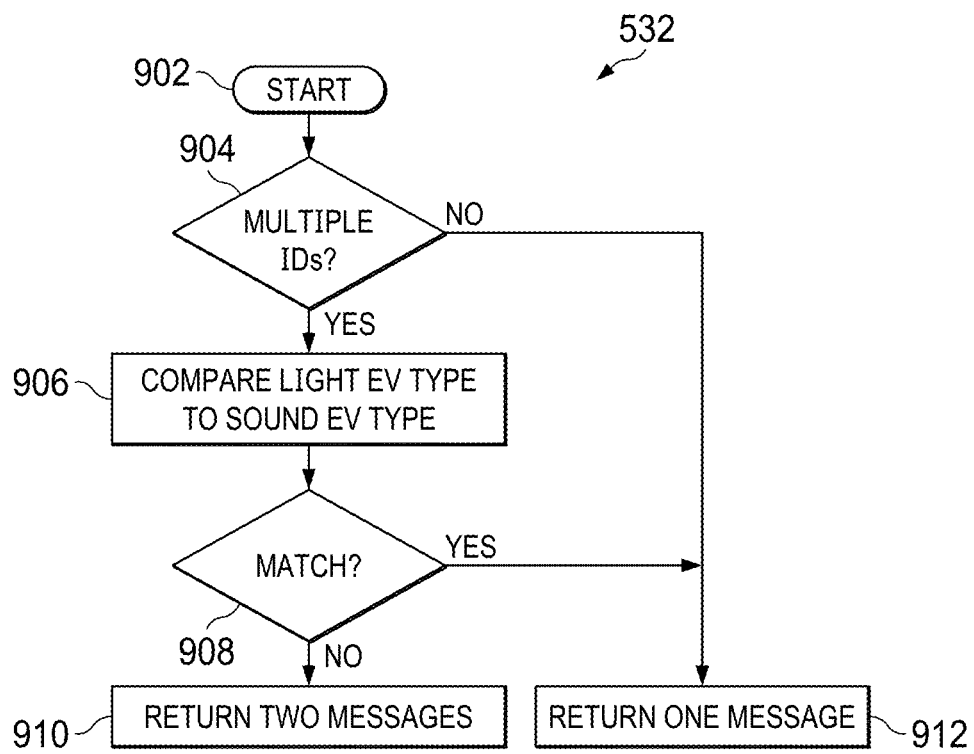 532
902
START
904
MULTIPLE
IDs?
NO
YES
906
COMPARE LIGHT EV TYPE
TO SOUND EV TYPE
MATCH?
YES
908
NO
910
RETURN TWO MESSAGES
RETURN ONE MESSAGE
912